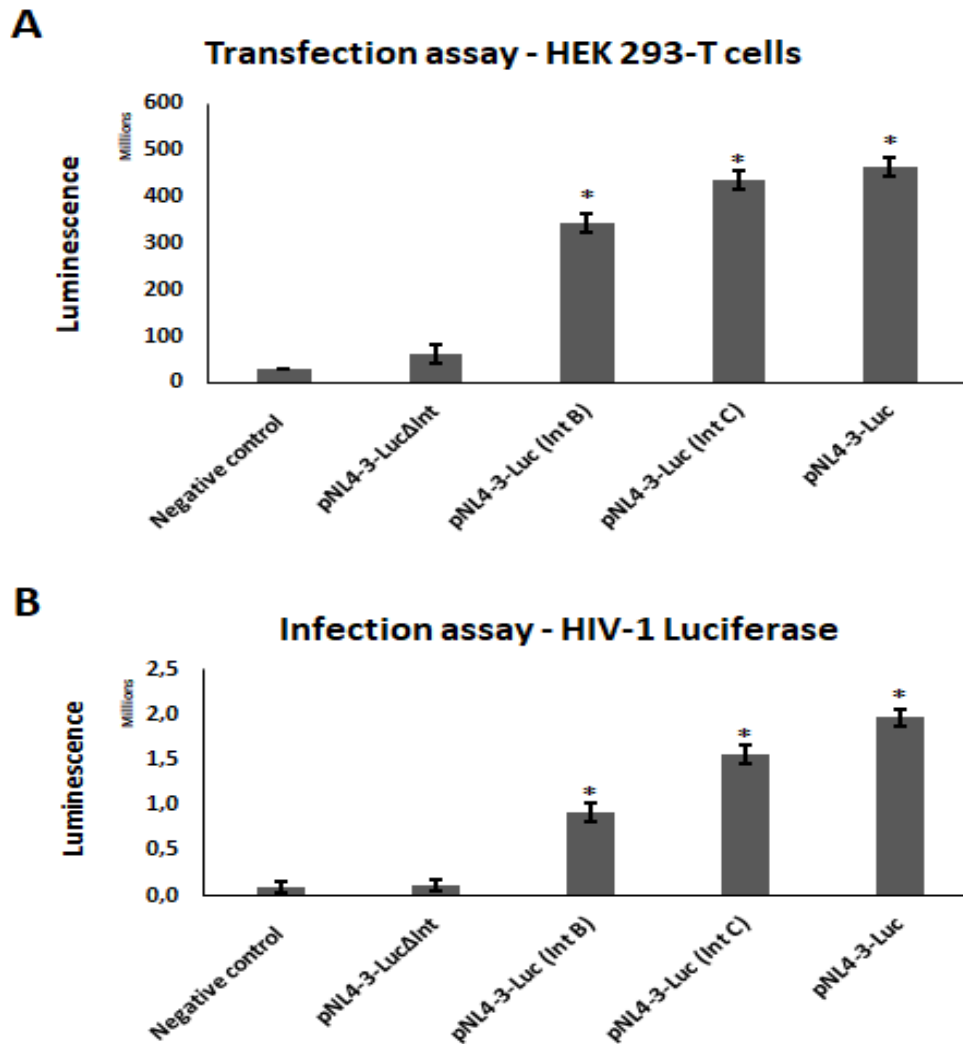 A
Transfection assay - HEK 293-T cells
Luminescence
Millions
600
500
400
300
200
100
0
*
*
*
Negative control
pNL4-3-LucΔInt
pNL4-3-Luc (Int B)
pNL4-3-Luc (Int C)
pNL4-3-Luc
B
Infection assay - HIV-1 Luciferase
Luminescence
Millions
2,5
2,0
1,5
1,0
0,5
0,0
*
*
*
Negative control
pNL4-3-LucΔInt
pNL4-3-Luc (Int B)
pNL4-3-Luc (Int C)
pNL4-3-Luc